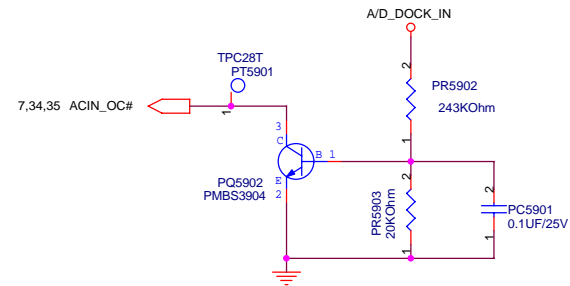 A/D_DOCK_IN
TPC28T
PT5901
2
PR5902
243KOhm
7,34,35 ACIN_OC#
1
3
C
1
B 1
PQ5902
PMBS3904
E
2
2
PR5903
20KOhm
1
2
PC5901
0.1UF/25V
1